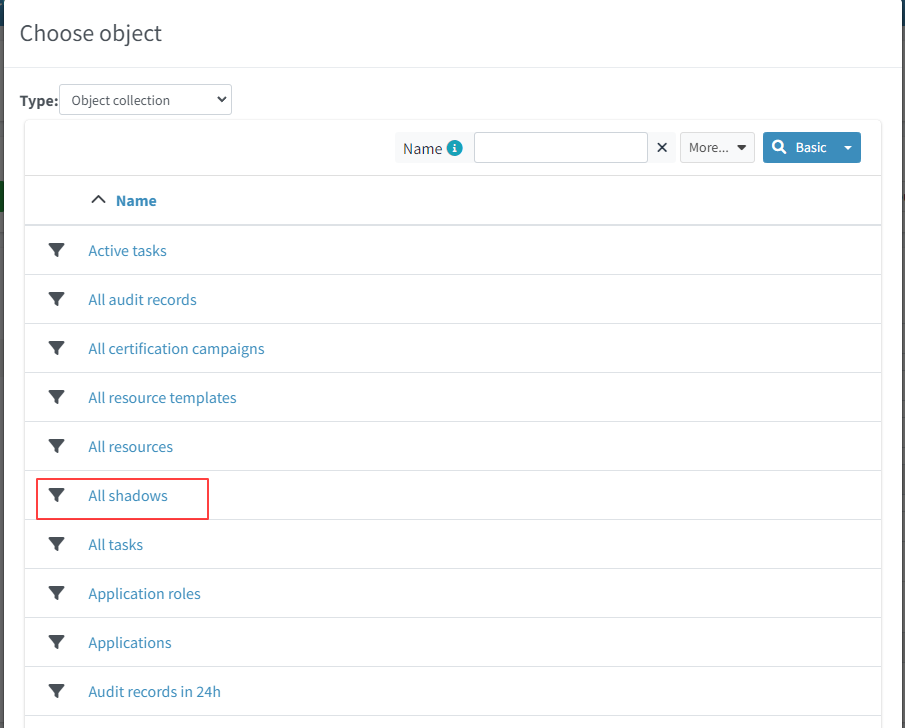 Choose object
Type: Object collection
Name
More... Basic
Name
Active tasks
All audit records
All certification campaigns
All resource templates
All resources
All shadows
All tasks
Application roles
Applications
Audit records in 24h